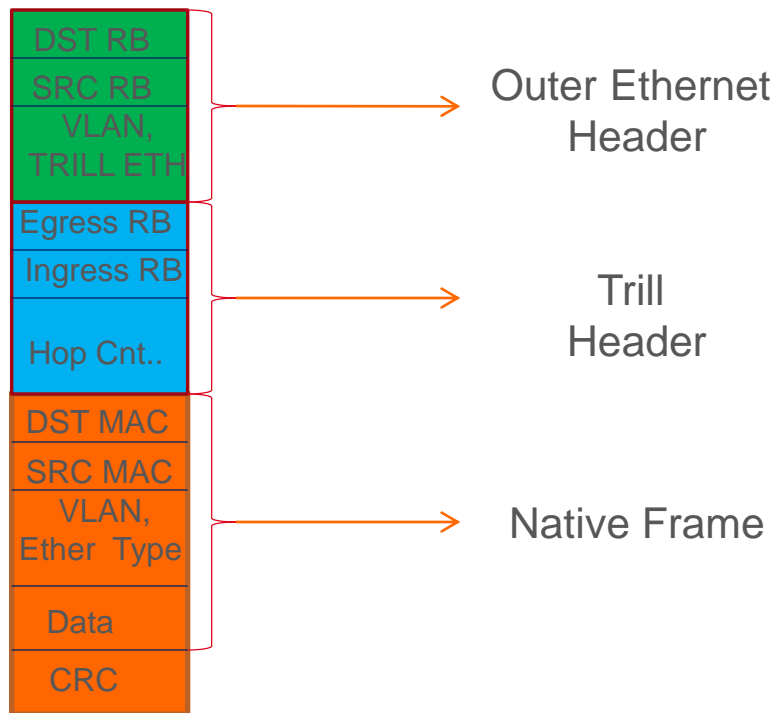 DST RB
SRC RB
VLAN,
TRILL ETH
Outer Ethernet
Header
Egress RB
Ingress RB
Hop Cnt..
Trill
Header
DST MAC
SRC MAC
VLAN,
Ether Type
Data
CRC
Native Frame